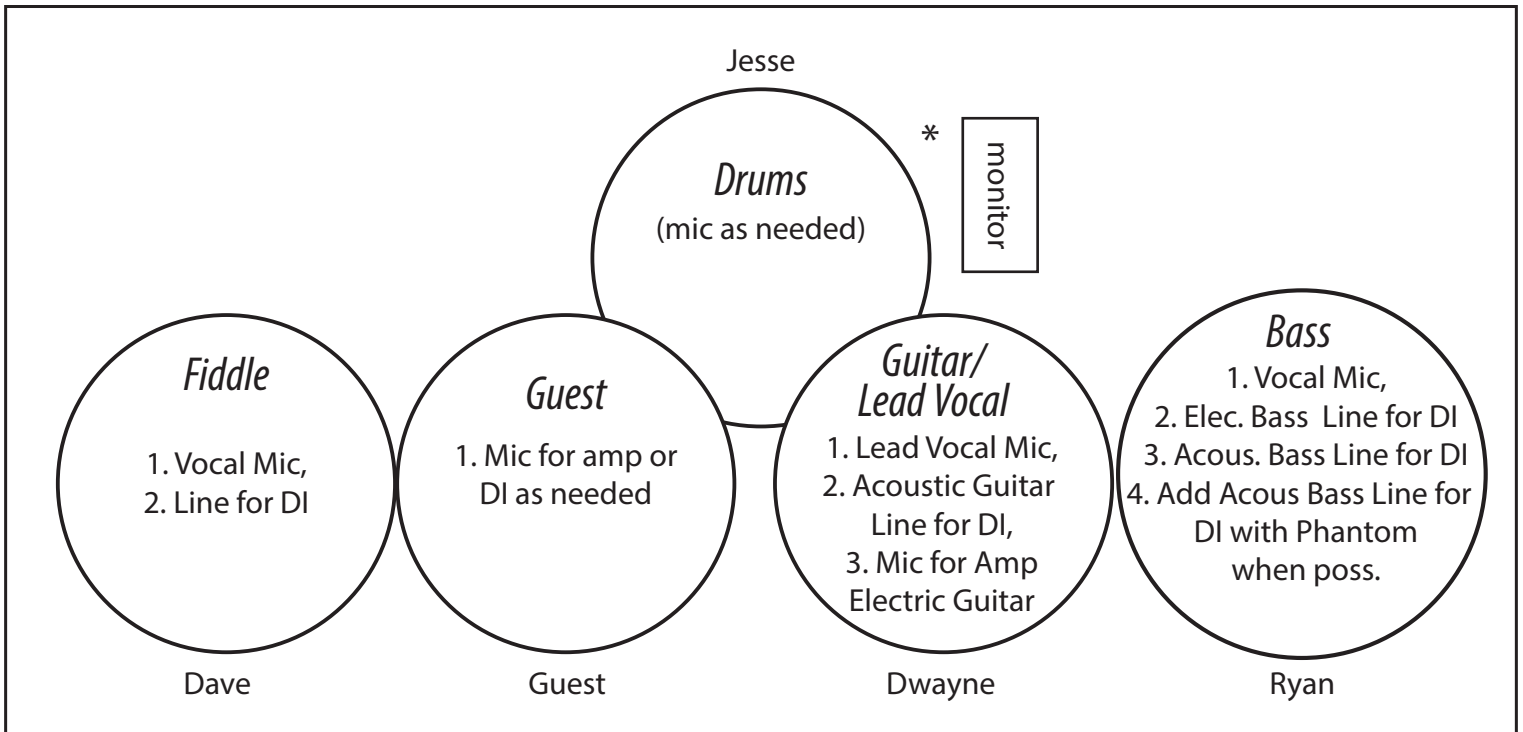 Jesse
*
monitor
Drums
(mic as needed)
Fiddle
1. Vocal Mic,
2. Line for DI
Dave
Guest
1. Mic for amp or
DI as needed
Guest
Guitar/
Lead Vocal
1. Lead Vocal Mic,
2. Acoustic Guitar
Line for DI,
3. Mic for Amp
Electric Guitar
Dwayne
Bass
1. Vocal Mic,
2. Elec. Bass Line for DI
3. Acous. Bass Line for DI
4. Add Acous Bass Line for
DI with Phantom
when poss.
Ryan